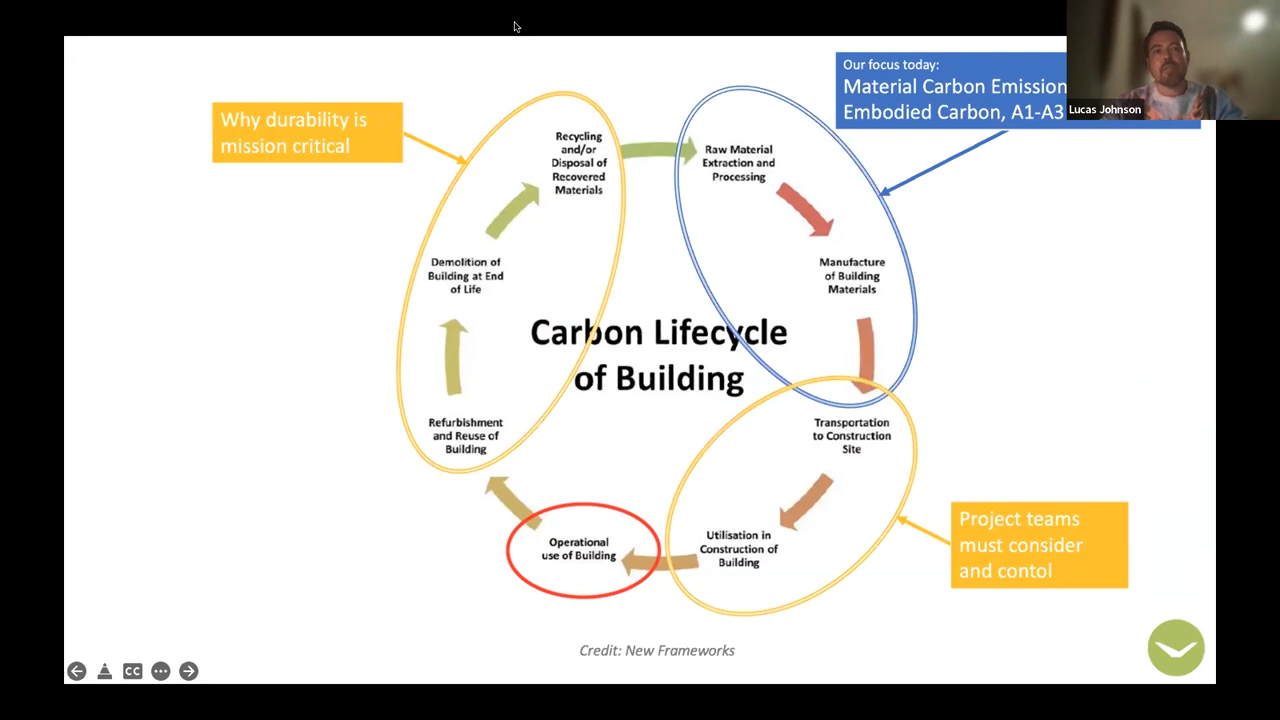 Our focus today:
Material Carbon Emission
Embodied Carbon, A1-A3
Lucas Johnson
Why durability is
mission critical
Recycling
and/or
Disposal of
Recovered
Materials
Raw Material
Extraction and
Processing
Demolition of
Building at End
of Life
Manufacture
of Building
Materials
Carbon Lifecycle
of Building
Refurbishment
and Reuse of
Building
Transportation
to Construction
Site
Operational
use of Building
Utilisation in
Construction of
Building
Project teams
must consider
and contol
Credit: New Frameworks
CC